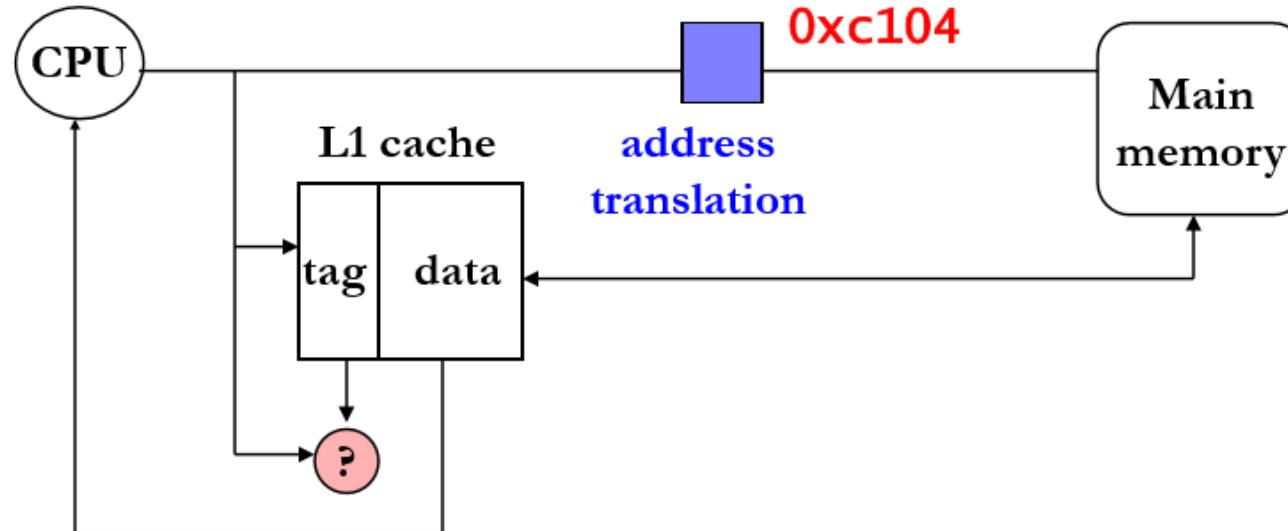 0xc104
CPU
Main
memory
L1 cache
address
translation
tag
data
?